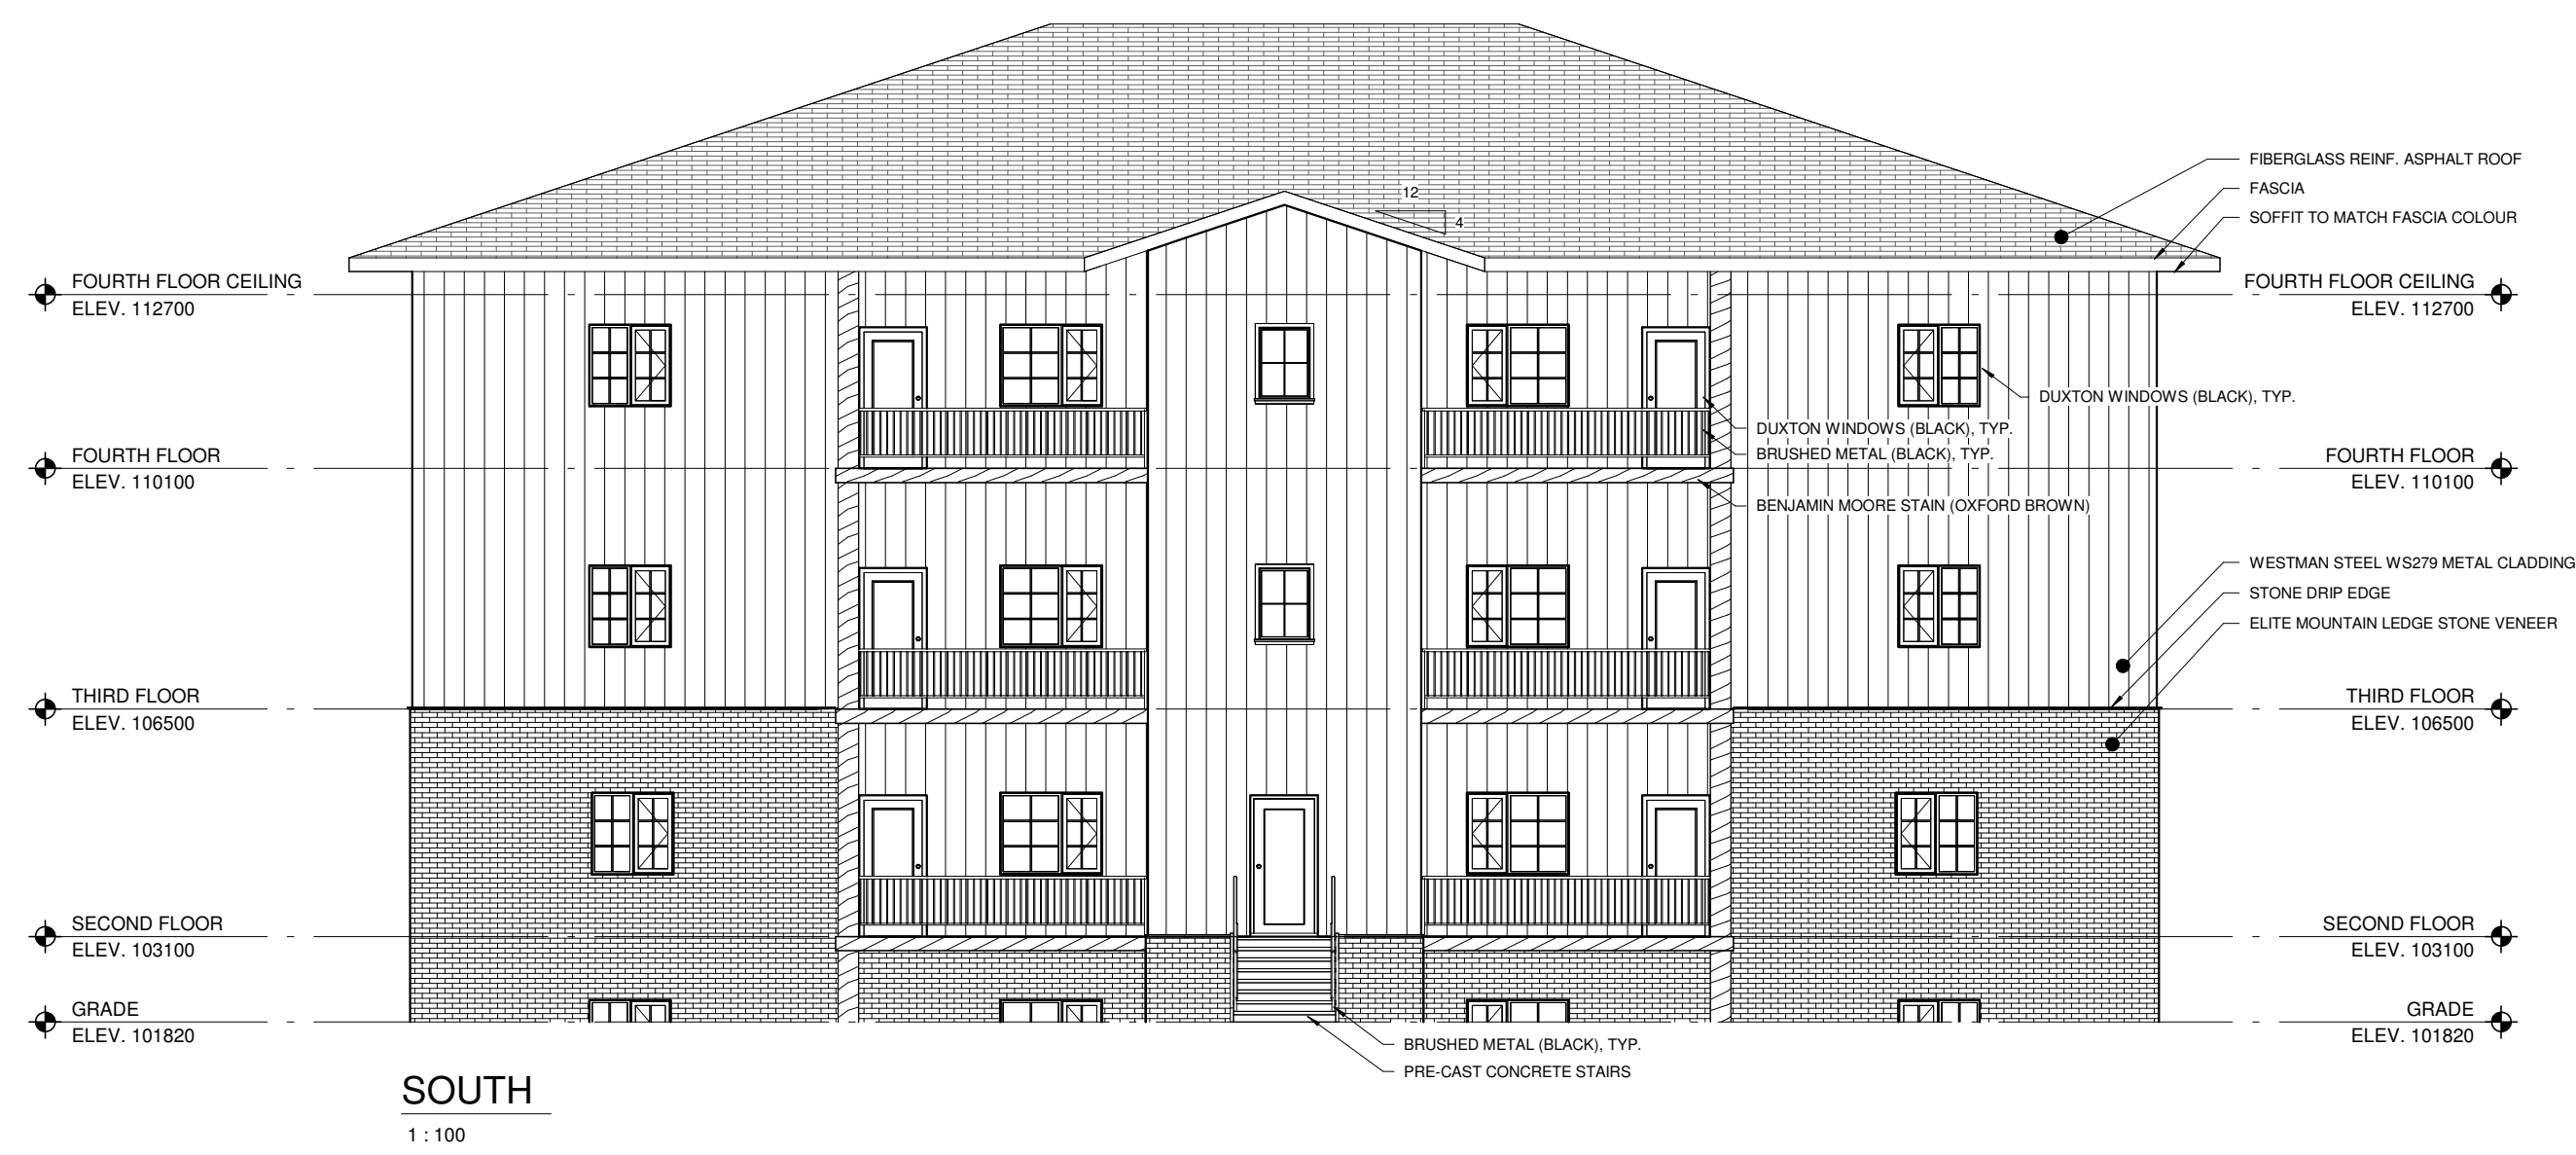 12
4
FIBERGLASS REINF. ASPHALT ROOF
FASCIA
SOFFIT TO MATCH FASCIA COLOUR
FOURTH FLOOR CEILING
ELEV. 112700
FOURTH FLOOR CEILING
ELEV. 112700
DUXTON WINDOWS (BLACK), TYP.
DUXTON WINDOWS (BLACK), TYP.
BRUSHED METAL (BLACK), TYP.
FOURTH FLOOR
ELEV. 110100
FOURTH FLOOR
ELEV. 110100
BENJAMIN MOORE STAIN (OXFORD BROWN)
WESTMAN STEEL WS279 METAL CLADDING
STONE DRIP EDGE
ELITE MOUNTAIN LEDGE STONE VENEER
THIRD FLOOR
ELEV. 106500
THIRD FLOOR
ELEV. 106500
SECOND FLOOR
ELEV. 103100
SECOND FLOOR
ELEV. 103100
GRADE
ELEV. 101820
GRADE
ELEV. 101820
BRUSHED METAL (BLACK), TYP.
PRE-CAST CONCRETE STAIRS
SOUTH
1 : 100